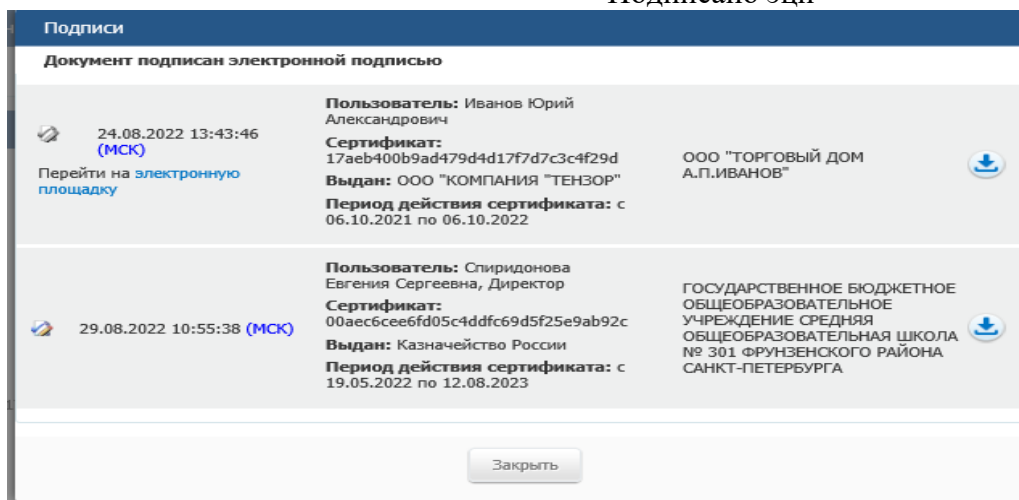 Подписано эцп
Подписи
Документ подписан электронной подписью
24.08.2022 13:43:46
(МСК)
Перейти на электронную
площадку
Пользователь: Иванов Юрий
Александрович
Сертификат:
17aeb400b9ad479d4d17f7d7c3c4f29d
Выдан: ООО "КОМПАНИЯ "ТЕНЗОР"
Период действия сертификата: с
06.10.2021 по 06.10.2022
ООО "ТОРГОВЫЙ ДОМ
А.П.ИВАНОВ"
29.08.2022 10:55:38 (МСК)
Пользователь: Спиридонова
Евгения Сергеевна, Директор
Сертификат:
00aec6cee6fd05c4ddfc69d5f25e9ab92c
Выдан: Казначейство России
Период действия сертификата: с
19.05.2022 по 12.08.2023
ГОСУДАРСТВЕННОЕ БЮДЖЕТНОЕ
ОБЩЕОБРАЗОВАТЕЛЬНОЕ
УЧРЕЖДЕНИЕ СРЕДНЯЯ
ОБЩЕОБРАЗОВАТЕЛЬНАЯ ШКОЛА
№ 301 ФРУНЗЕНСКОГО РАЙОНА
САНКТ-ПЕТЕРБУРГА
Закрыть